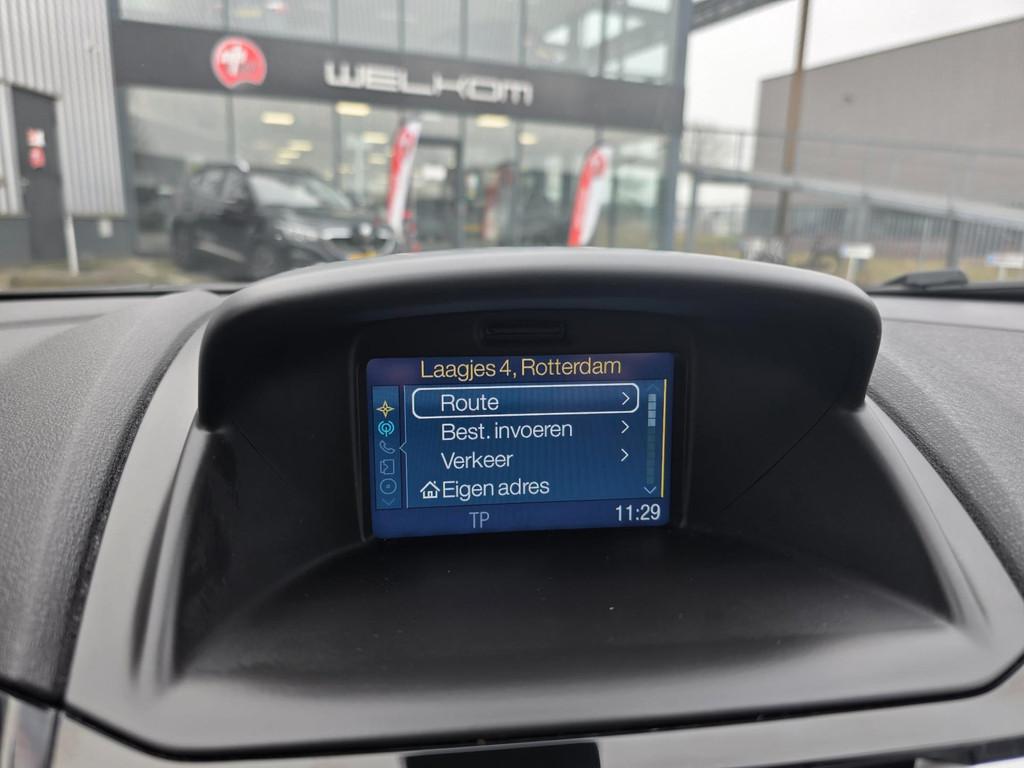 WELKOM
Laagjes 4, Rotterdam
Route
Best. invoeren
Verkeer
Eigen adres
TP
11:29